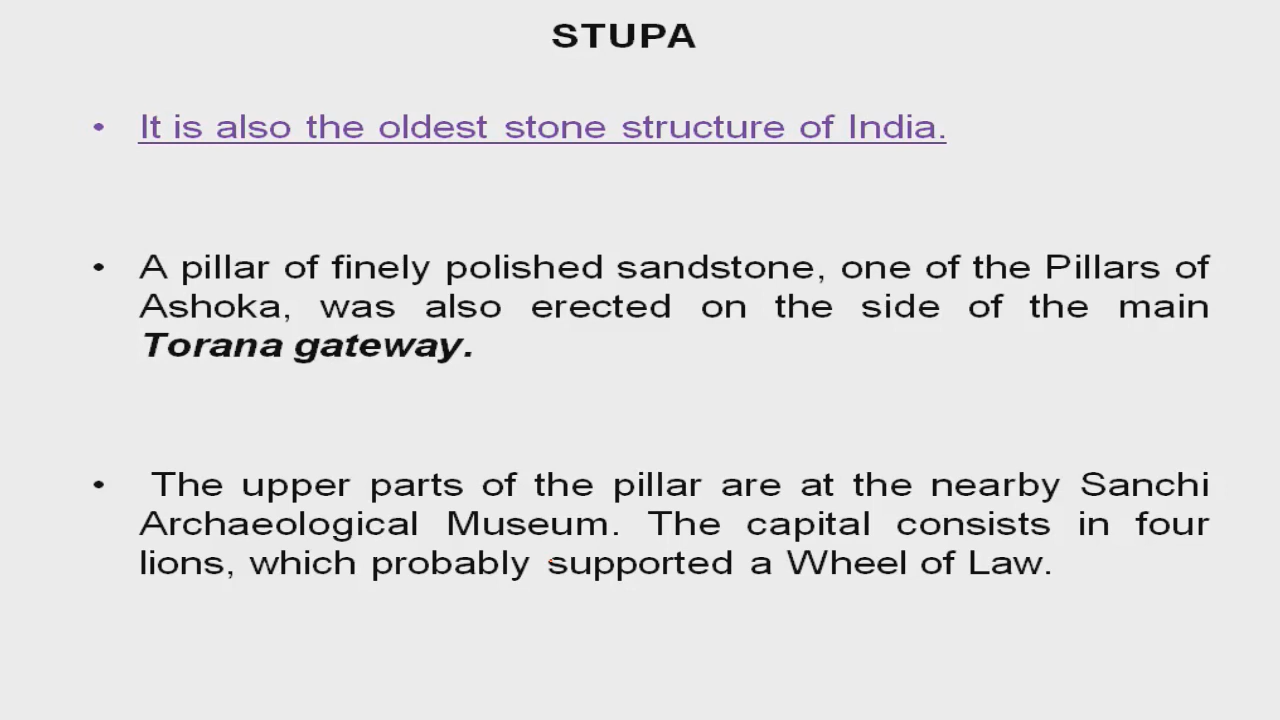 STUPA
• It is also the oldest stone structure of India.
• A pillar of finely polished sandstone, one of the Pillars of
Ashoka, was also erected on the side of the main
Torana gateway.
• The upper parts of the pillar are at the nearby Sanchi
Archaeological Museum. The capital consists in four
lions, which probably supported a Wheel of Law.